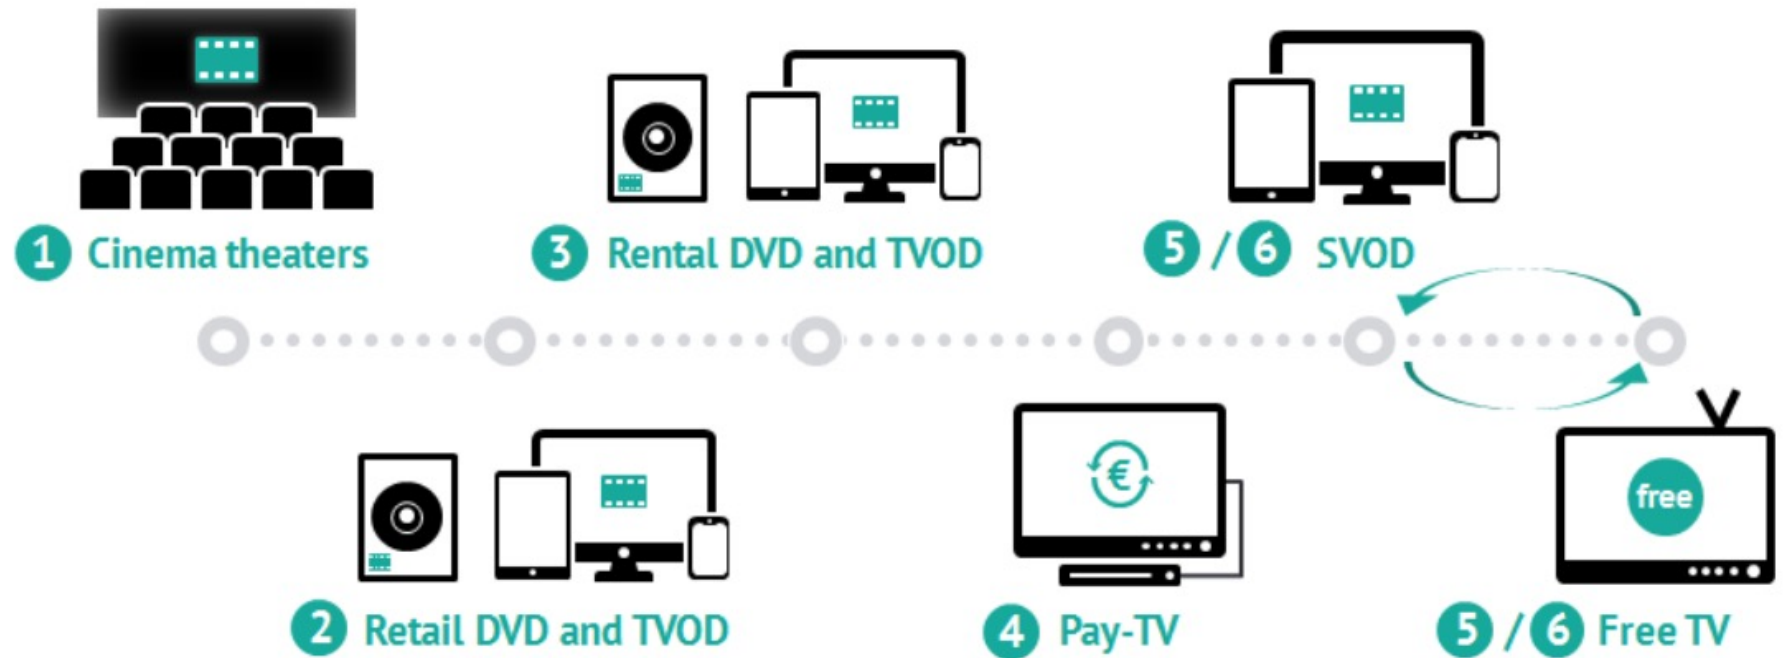 1 Cinema theaters
3 Rental DVD and TVOD
5 / 6 SVOD
€
free
2 Retail DVD and TVOD
4 Pay-TV
5 / 6 Free TV